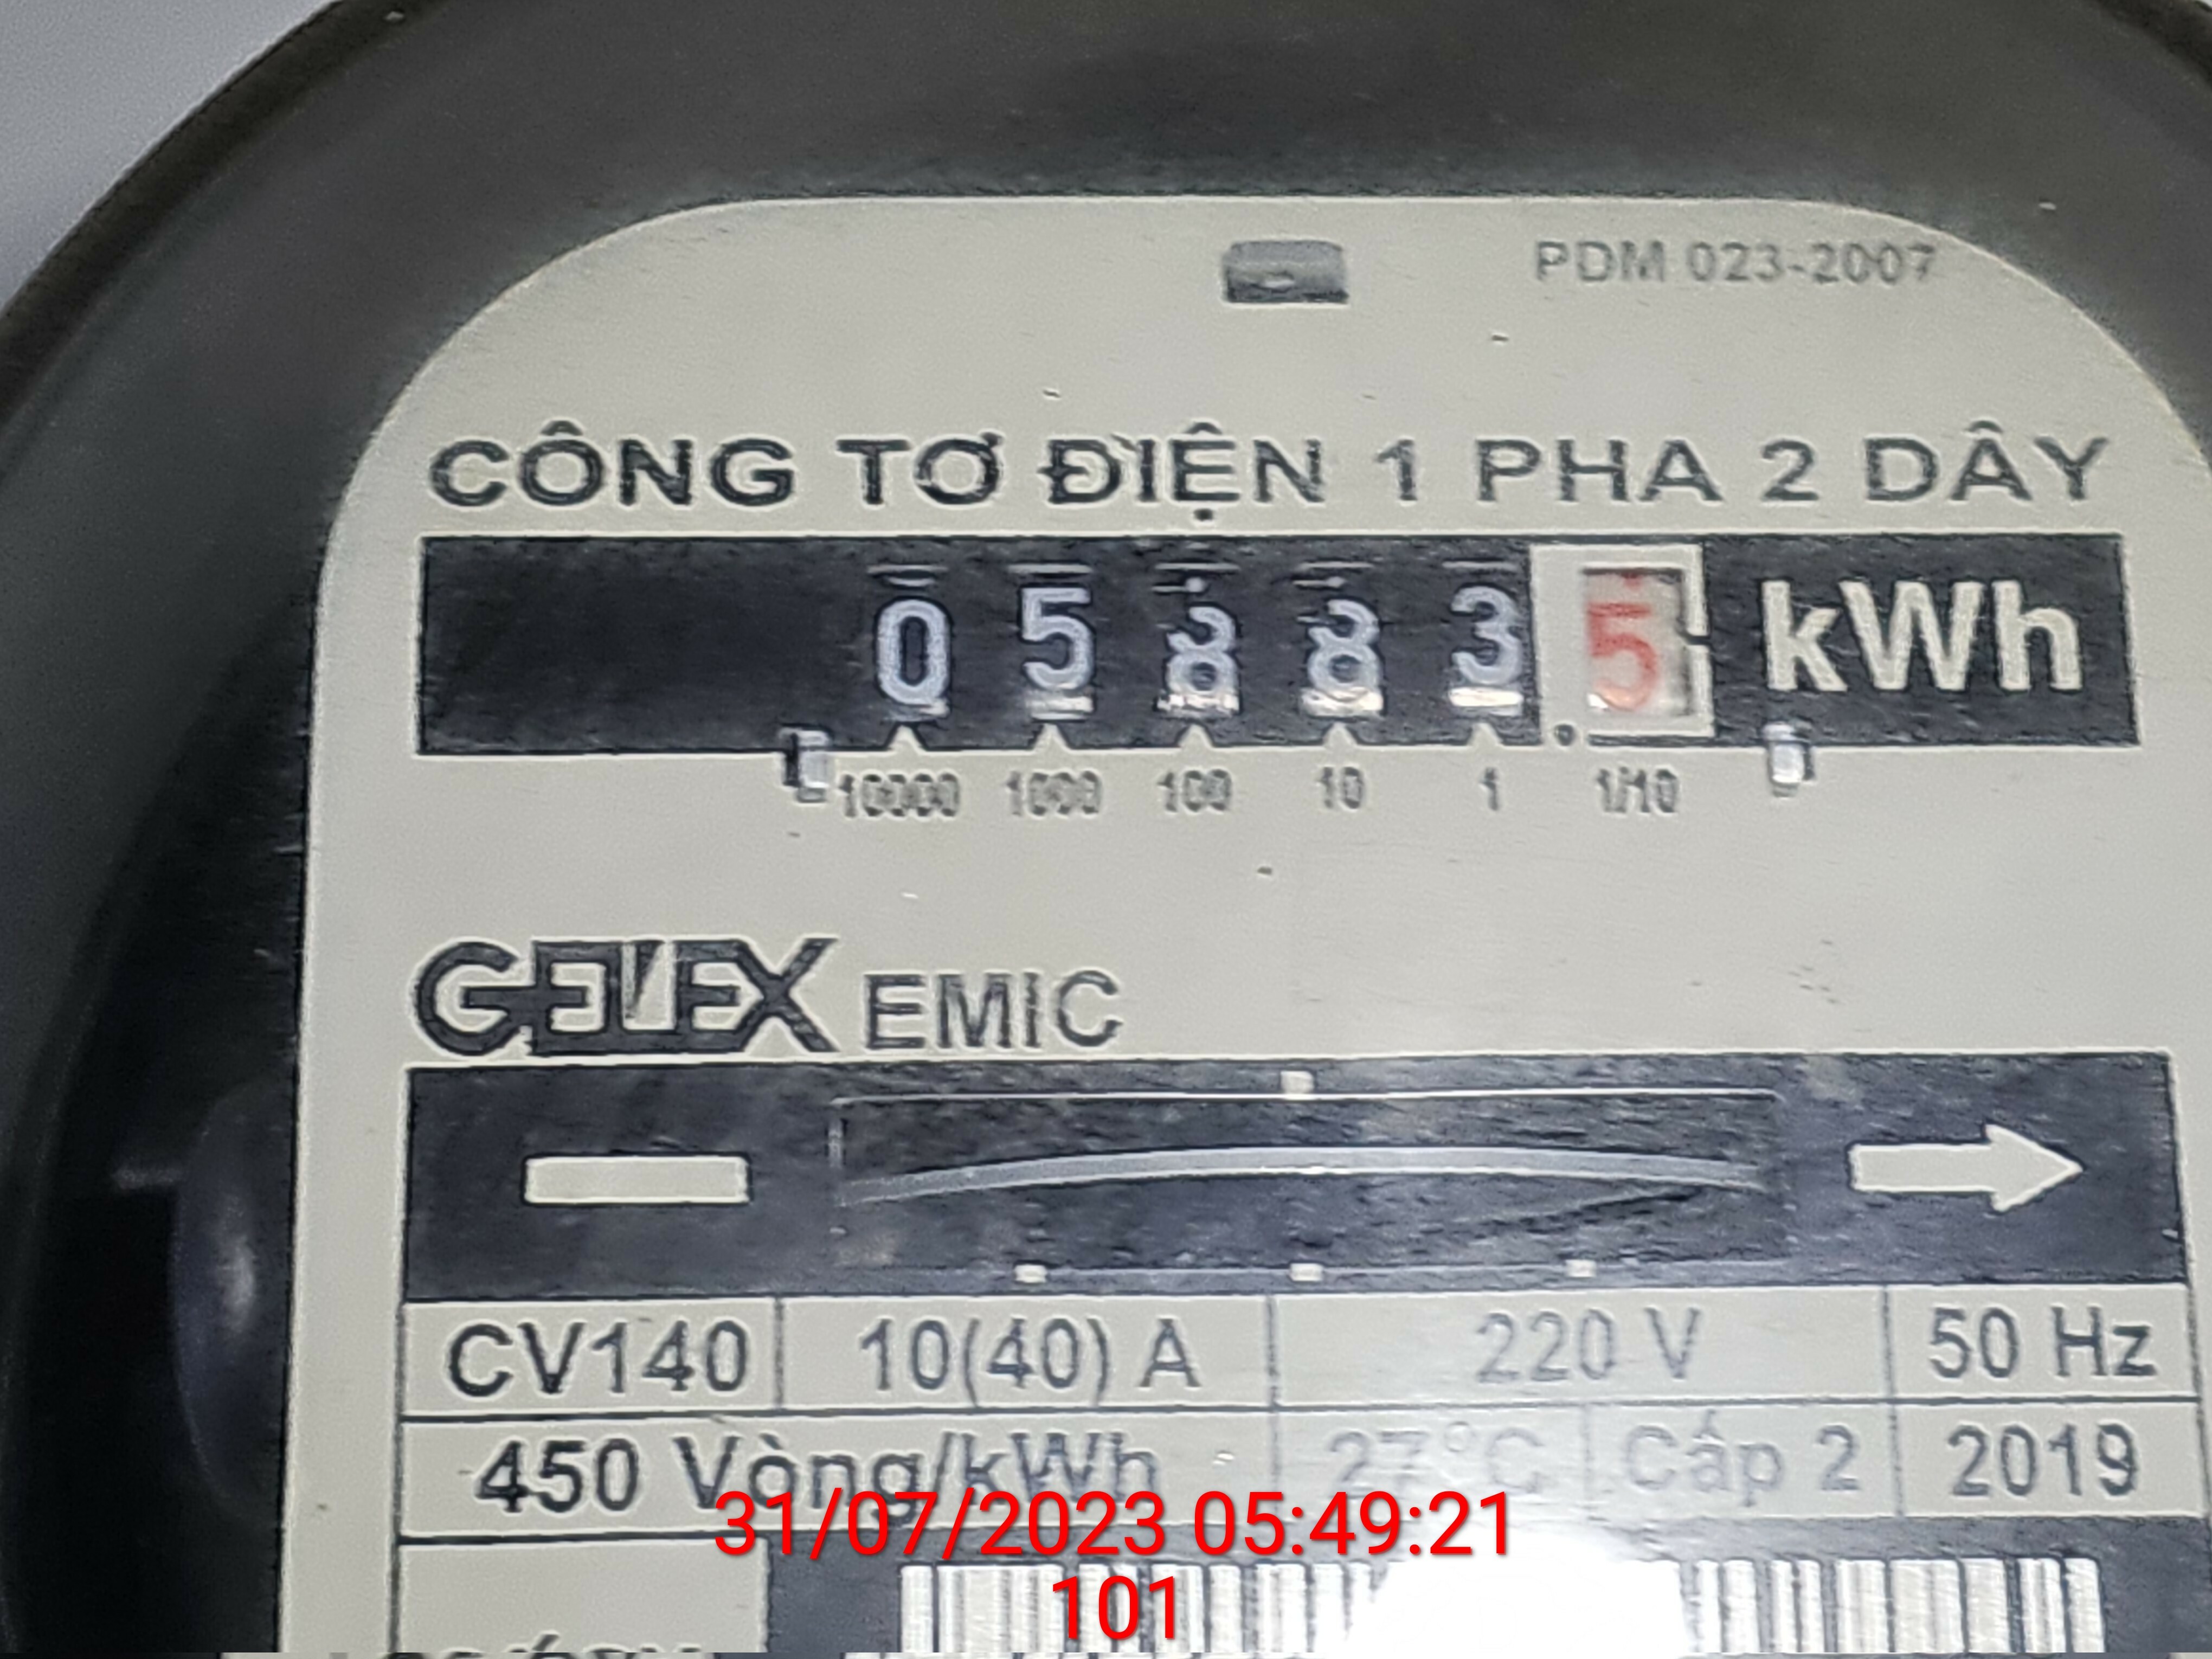 PDM 023-2007
CÔNG TƠ ĐIỆN 1 PHA 2 DÂY
0 5 8 8 3 5 kWh
10000 1000 100 10 1 1/10
GELEX EMIC
CV140 10(40) A 220 V 50 Hz
450 Vòng/kWh 27°C Cấp 2 2019
31/07/2023 05:49:21
101